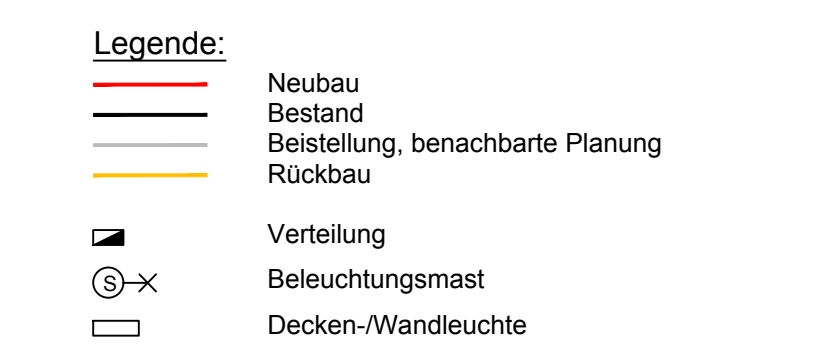 Legende:
Neubau
Bestand
Beistellung, benachbarte Planung
Rückbau
Verteilung
S Beleuchtungsmast
Decken-/Wandleuchte